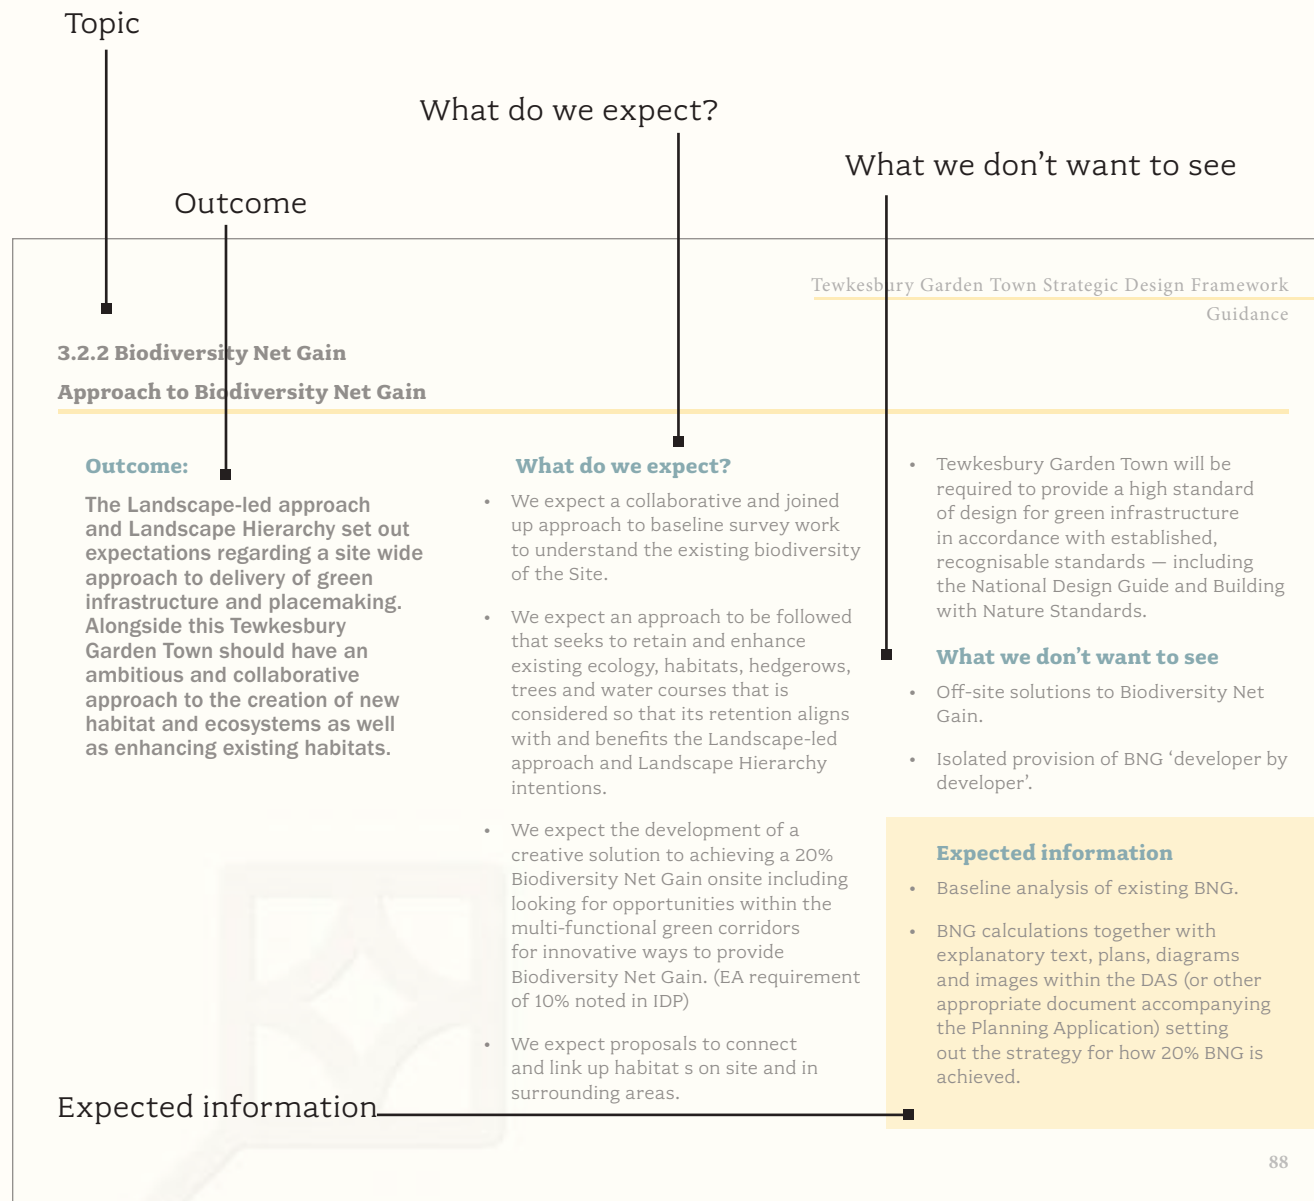 Topic
What do we expect?
What we don’t want to see
Outcome
Tewkesbury Garden Town Strategic Design Framework
Guidance
3.2.2 Biodiversity Net Gain
Approach to Biodiversity Net Gain
Outcome:
The Landscape-led approach
and Landscape Hierarchy set out
expectations regarding a site wide
approach to delivery of green
infrastructure and placemaking.
Alongside this Tewkesbury
Garden Town should have an
ambitious and collaborative
approach to the creation of new
habitat and ecosystems as well
as enhancing existing habitats.
What do we expect?
• We expect a collaborative and joined
up approach to baseline survey work
to understand the existing biodiversity
of the Site.
• We expect an approach to be followed
that seeks to retain and enhance
existing ecology, habitats, hedgerows,
trees and water courses that is
considered so that its retention aligns
with and benefits the Landscape-led
approach and Landscape Hierarchy
intentions.
• We expect the development of a
creative solution to achieving a 20%
Biodiversity Net Gain onsite including
looking for opportunities within the
multi-functional green corridors
for innovative ways to provide
Biodiversity Net Gain. (EA requirement
of 10% noted in IDP)
• We expect proposals to connect
and link up habitat s on site and in
surrounding areas.
• Tewkesbury Garden Town will be
required to provide a high standard
of design for green infrastructure
in accordance with established,
recognisable standards — including
the National Design Guide and Building
with Nature Standards.
What we don’t want to see
• Off-site solutions to Biodiversity Net
Gain.
• Isolated provision of BNG ‘developer by
developer’.
Expected information
• Baseline analysis of existing BNG.
• BNG calculations together with
explanatory text, plans, diagrams
and images within the DAS (or other
appropriate document accompanying
the Planning Application) setting
out the strategy for how 20% BNG is
achieved.
Expected information
88